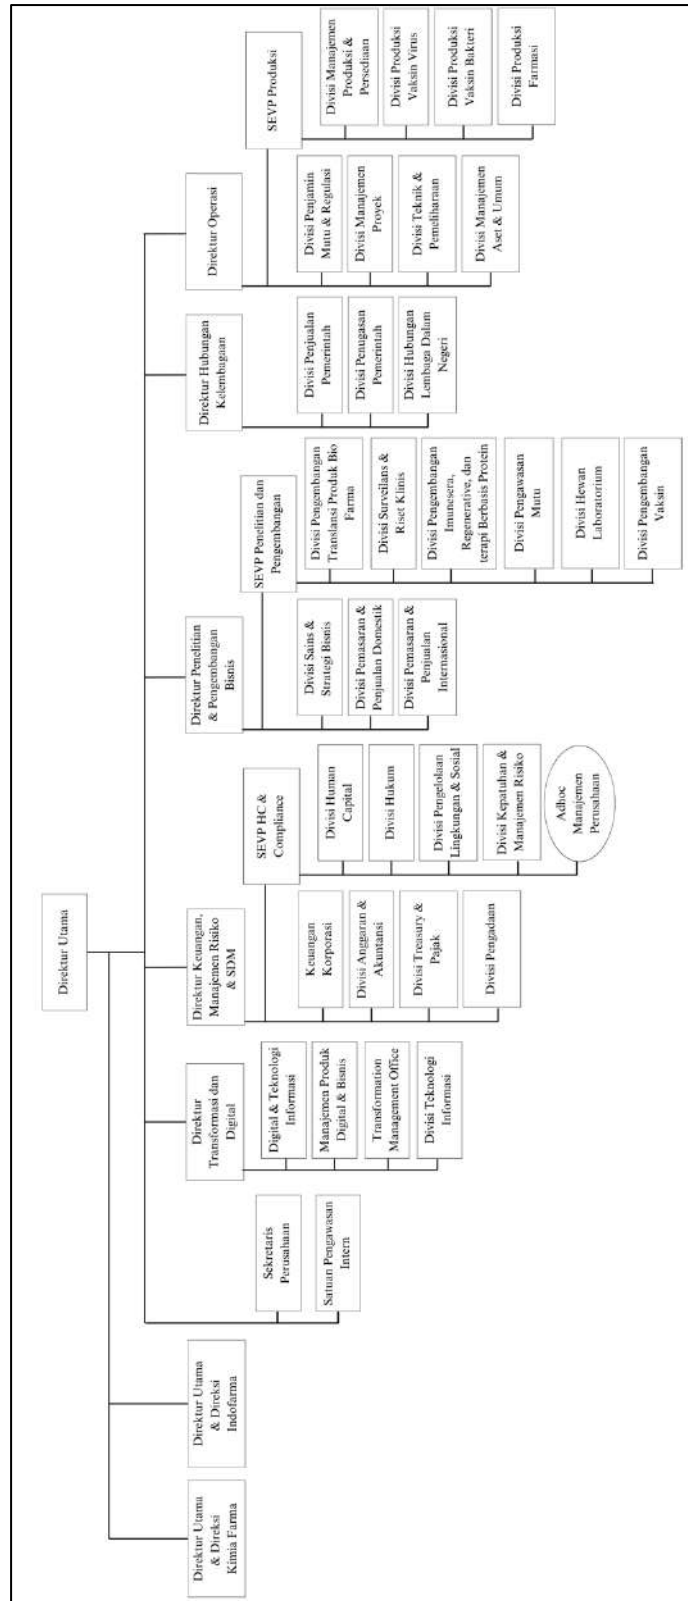 Direktur Utama
Direktur Utama
& Direksi
Kimia Farma
Direktur Utama
& Direksi
Indofarma
Sekretaris
Perusahaan
Satuan Pengawasan
Intern
Direktur
Transformasi dan
Digital
Digital & Teknologi
Informasi
Manajemen Produk
Digital & Bisnis
Transformation
Management Office
Divisi Teknologi
Informasi
Direktur Keuangan,
Manajemen Risiko
& SDM
Keuangan
Korporasi
Divisi Anggaran &
Akuntansi
Divisi Treasury &
Pajak
Divisi Pengadaan
SEVP HC &
Compliance
Divisi Human
Capital
Divisi Hukum
Divisi Pengelolaan
Lingkungan & Sosial
Divisi Kepatuhan &
Manajemen Risiko
Adhoc
Manajemen
Perusahaan
Direktur Penelitian
& Pengembangan
Bisnis
Divisi Sains &
Strategi Bisnis
Divisi Pemasaran &
Penjualan Domestik
Divisi Pemasaran &
Penjualan
Internasional
SEVP Penelitian dan
Pengembangan
Divisi Pengembangan
Translansi Produk Bio
Farma
Divisi Surveilans &
Riset Klinis
Divisi Pengembangan
Imunesera,
Regenerative, dan
terapi Berbasis Protein
Divisi Pengawasan
Mutu
Divisi Hewan
Laboratorium
Divisi Pengembangan
Vaksin
Direktur Hubungan
Kelembagaan
Divisi Penjualan
Pemerintah
Divisi Penugasan
Pemerintah
Divisi Hubungan
Lembaga Dalam
Negeri
Direktur Operasi
Divisi Penjamin
Mutu & Regulasi
Divisi Manajemen
Proyek
Divisi Teknik &
Pemeliharaan
Divisi Manajemen
Aset & Umum
SEVP Produksi
Divisi Manajemen
Produksi &
Persediaan
Divisi Produksi
Vaksin Virus
Divisi Produksi
Vaksin Bakteri
Divisi Produksi
Farmasi